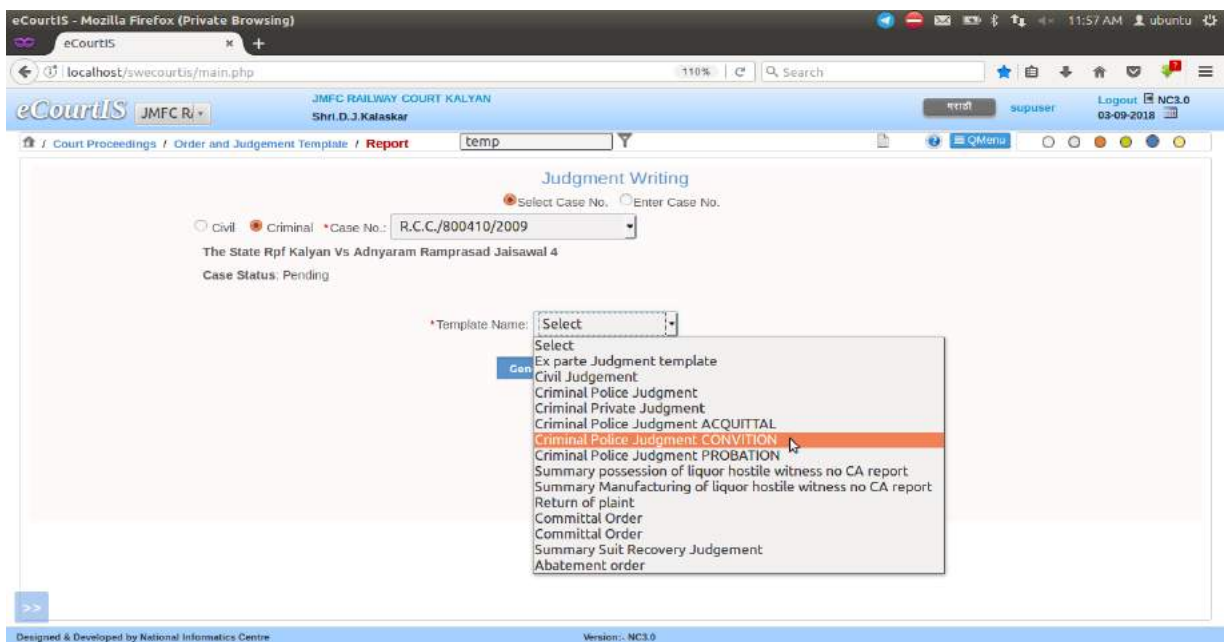 eCourtIS - Mozilla Firefox (Private Browsing)
11:57 AM ubuntu
eCourtIS × +
localhost/swecourtis/main.php
110% Search
eCourtIS JMFC R
JMFC RAILWAY COURT KALYAN
Shri.D.J.Kalaskar
मराठी supuser Logout NC3.0
03-09-2018
/ Court Proceedings / Order and Judgement Template / Report temp
QMenu
Judgment Writing
Select Case No. Enter Case No.
Civil Criminal *Case No.: R.C.C./800410/2009
The State Rpf Kalyan Vs Adnyaram Ramprasad Jaisawal 4
Case Status: Pending
*Template Name: Select
Gen
Select
Ex parte Judgment template
Civil Judgement
Criminal Police Judgment
Criminal Private Judgment
Criminal Police Judgment ACQUITTAL
Criminal Police Judgment CONVITION
Criminal Police Judgment PROBATION
Summary possession of liquor hostile witness no CA report
Summary Manufacturing of liquor hostile witness no CA report
Return of plaint
Committal Order
Committal Order
Summary Suit Recovery Judgement
Abatement order
>>
Designed & Developed by National Informatics Centre
Version:- NC3.0